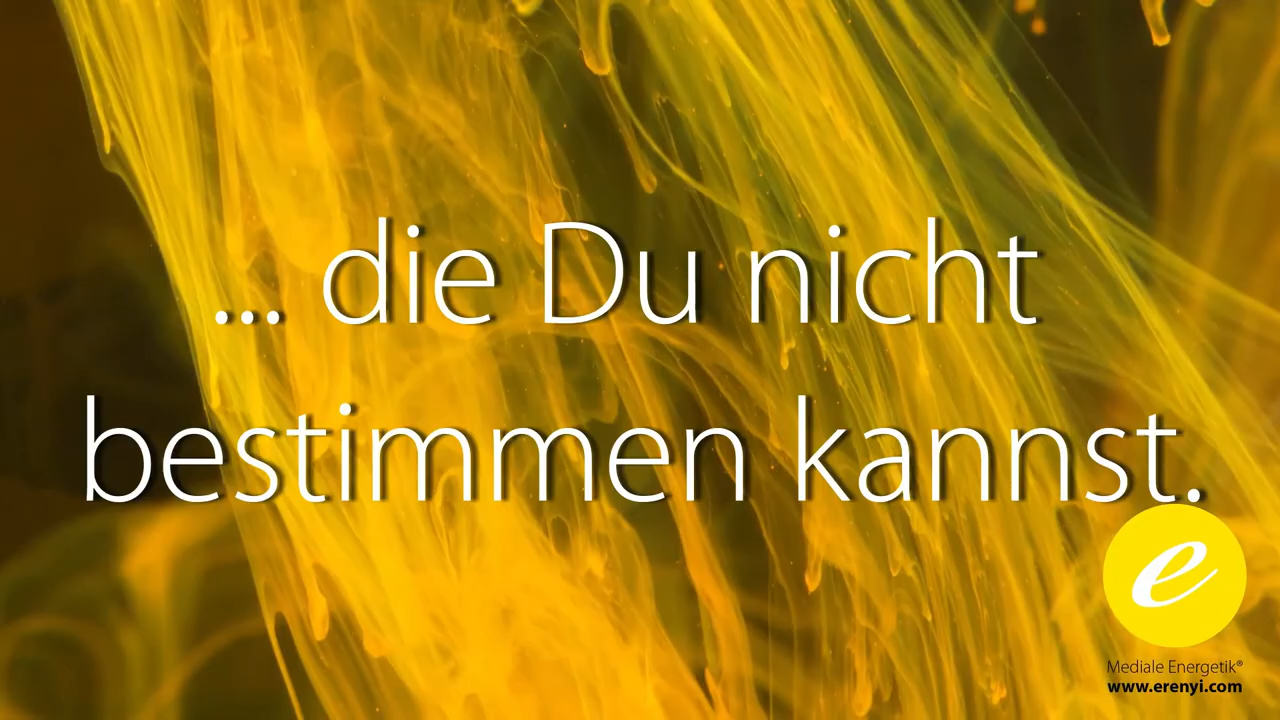 ... die Du nicht
bestimmen kannst.
e
Mediale Energetik®
www.erenyi.com